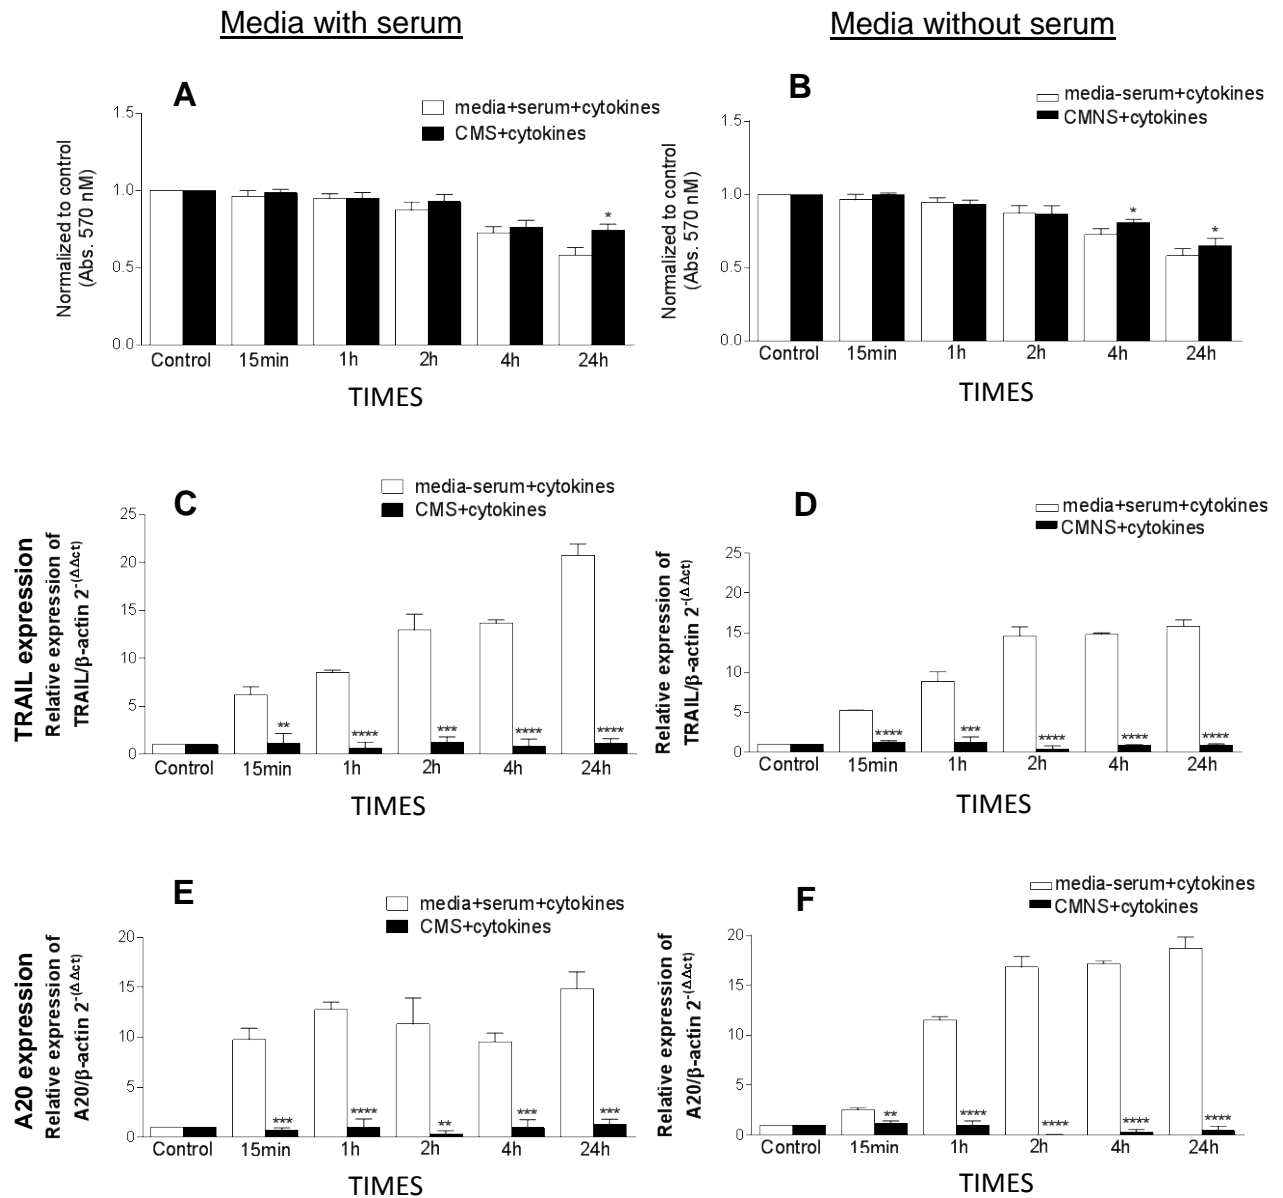 Media with serum
Media without serum
A
media+serum+cytokines
CMS+cytokines
Normalized to control
(Abs. 570 nM)
1.5
1.0
0.5
0.0
*
Control 15min 1h 2h 4h 24h
TIMES
B
media-serum+cytokines
CMNS+cytokines
Normalized to control
(Abs. 570 nM)
1.5
1.0
0.5
0.0
* *
Control 15min 1h 2h 4h 24h
TIMES
C
media-serum+cytokines
CMS+cytokines
TRAIL expression
Relative expression of
TRAIL/β-actin 2-(ΔΔct)
25
20
15
10
5
0
** **** *** **** ****
Control 15min 1h 2h 4h 24h
TIMES
D
media+serum+cytokines
CMNS+cytokines
Relative expression of
TRAIL/β-actin 2-(ΔΔct)
25
20
15
10
5
0
**** *** **** **** ****
Control 15min 1h 2h 4h 24h
TIMES
E
media+serum+cytokines
CMS+cytokines
A20 expression
Relative expression of
A20/β-actin 2-(ΔΔct)
20
15
10
5
0
*** **** ** *** ***
Control 15min 1h 2h 4h 24h
TIMES
F
media-serum+cytokines
CMNS+cytokines
Relative expression of
A20/β-actin 2-(ΔΔct)
20
15
10
5
0
** **** **** **** ****
Control 15min 1h 2h 4h 24h
TIMES